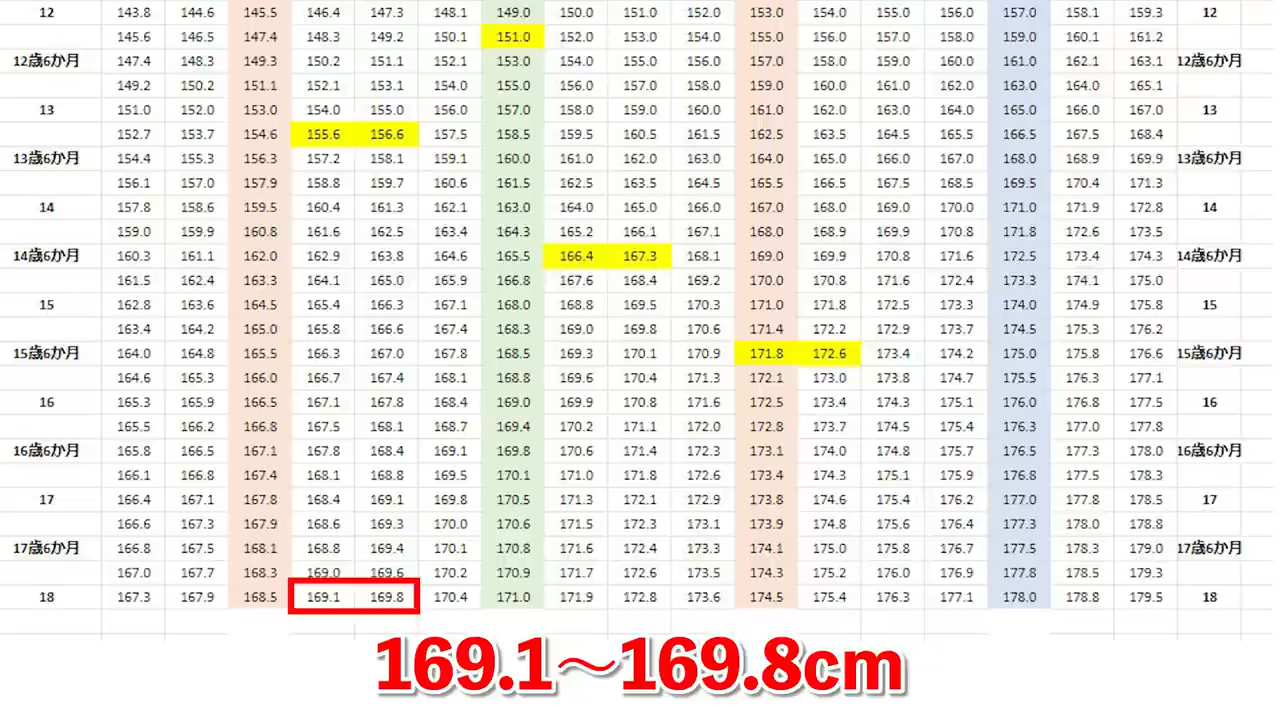 12 143.8 144.6 145.5 146.4 147.3 148.1 149.0 150.0 151.0 152.0 153.0 154.0 155.0 156.0 157.0 158.1 159.3 12
145.6 146.5 147.4 148.3 149.2 150.1 151.0 152.0 153.0 154.0 155.0 156.0 157.0 158.0 159.0 160.1 161.2
12歳6か月 147.4 148.3 149.3 150.2 151.1 152.1 153.0 154.0 155.0 156.0 157.0 158.0 159.0 160.0 161.0 162.1 163.1 12歳6か月
149.2 150.2 151.1 152.1 153.1 154.0 155.0 156.0 157.0 158.0 159.0 160.0 161.0 162.0 163.0 164.0 165.1
13 151.0 152.0 153.0 154.0 155.0 156.0 157.0 158.0 159.0 160.0 161.0 162.0 163.0 164.0 165.0 166.0 167.0 13
152.7 153.7 154.6 155.6 156.6 157.5 158.5 159.5 160.5 161.5 162.5 163.5 164.5 165.5 166.5 167.5 168.4
13歳6か月 154.4 155.3 156.3 157.2 158.1 159.1 160.0 161.0 162.0 163.0 164.0 165.0 166.0 167.0 168.0 168.9 169.9 13歳6か月
156.1 157.0 157.9 158.8 159.7 160.6 161.5 162.5 163.5 164.5 165.5 166.5 167.5 168.5 169.5 170.4 171.3
14 157.8 158.6 159.5 160.4 161.3 162.1 163.0 164.0 165.0 166.0 167.0 168.0 169.0 170.0 171.0 171.9 172.8 14
159.0 159.9 160.8 161.6 162.5 163.4 164.3 165.2 166.1 167.1 168.0 168.9 169.9 170.8 171.8 172.6 173.5
14歳6か月 160.3 161.1 162.0 162.9 163.8 164.6 165.5 166.4 167.3 168.1 169.0 169.9 170.8 171.6 172.5 173.4 174.3 14歳6か月
161.5 162.4 163.3 164.1 165.0 165.9 166.8 167.6 168.4 169.2 170.0 170.8 171.6 172.4 173.3 174.1 175.0
15 162.8 163.6 164.5 165.4 166.3 167.1 168.0 168.8 169.5 170.3 171.0 171.8 172.5 173.3 174.0 174.9 175.8 15
163.4 164.2 165.0 165.8 166.6 167.4 168.3 169.0 169.8 170.6 171.4 172.2 172.9 173.7 174.5 175.3 176.2
15歳6か月 164.0 164.8 165.5 166.3 167.0 167.8 168.5 169.3 170.1 170.9 171.8 172.6 173.4 174.2 175.0 175.8 176.6 15歳6か月
164.6 165.3 166.0 166.7 167.4 168.1 168.8 169.6 170.4 171.3 172.1 173.0 173.8 174.7 175.5 176.3 177.1
16 165.3 165.9 166.5 167.1 167.8 168.4 169.0 169.9 170.8 171.6 172.5 173.4 174.3 175.1 176.0 176.8 177.5 16
165.5 166.2 166.8 167.5 168.1 168.7 169.4 170.2 171.1 172.0 172.8 173.7 174.5 175.4 176.3 177.0 177.8
16歳6か月 165.8 166.5 167.1 167.8 168.4 169.1 169.8 170.6 171.4 172.3 173.1 174.0 174.8 175.7 176.5 177.3 178.0 16歳6か月
166.1 166.8 167.4 168.1 168.8 169.5 170.1 171.0 171.8 172.6 173.4 174.3 175.1 175.9 176.8 177.5 178.3
17 166.4 167.1 167.8 168.4 169.1 169.8 170.5 171.3 172.1 172.9 173.8 174.6 175.4 176.2 177.0 177.8 178.5 17
166.6 167.3 167.9 168.6 169.3 170.0 170.6 171.5 172.3 173.1 173.9 174.8 175.6 176.4 177.3 178.0 178.8
17歳6か月 166.8 167.5 168.1 168.8 169.4 170.1 170.8 171.6 172.4 173.3 174.1 175.0 175.8 176.7 177.5 178.3 179.0 17歳6か月
167.0 167.7 168.3 169.0 169.6 170.2 170.9 171.7 172.6 173.5 174.3 175.2 176.0 176.9 177.8 178.5 179.3
18 167.3 167.9 168.5 169.1 169.8 170.4 171.0 171.9 172.8 173.6 174.5 175.4 176.3 177.1 178.0 178.8 179.5 18
169.1〜169.8cm